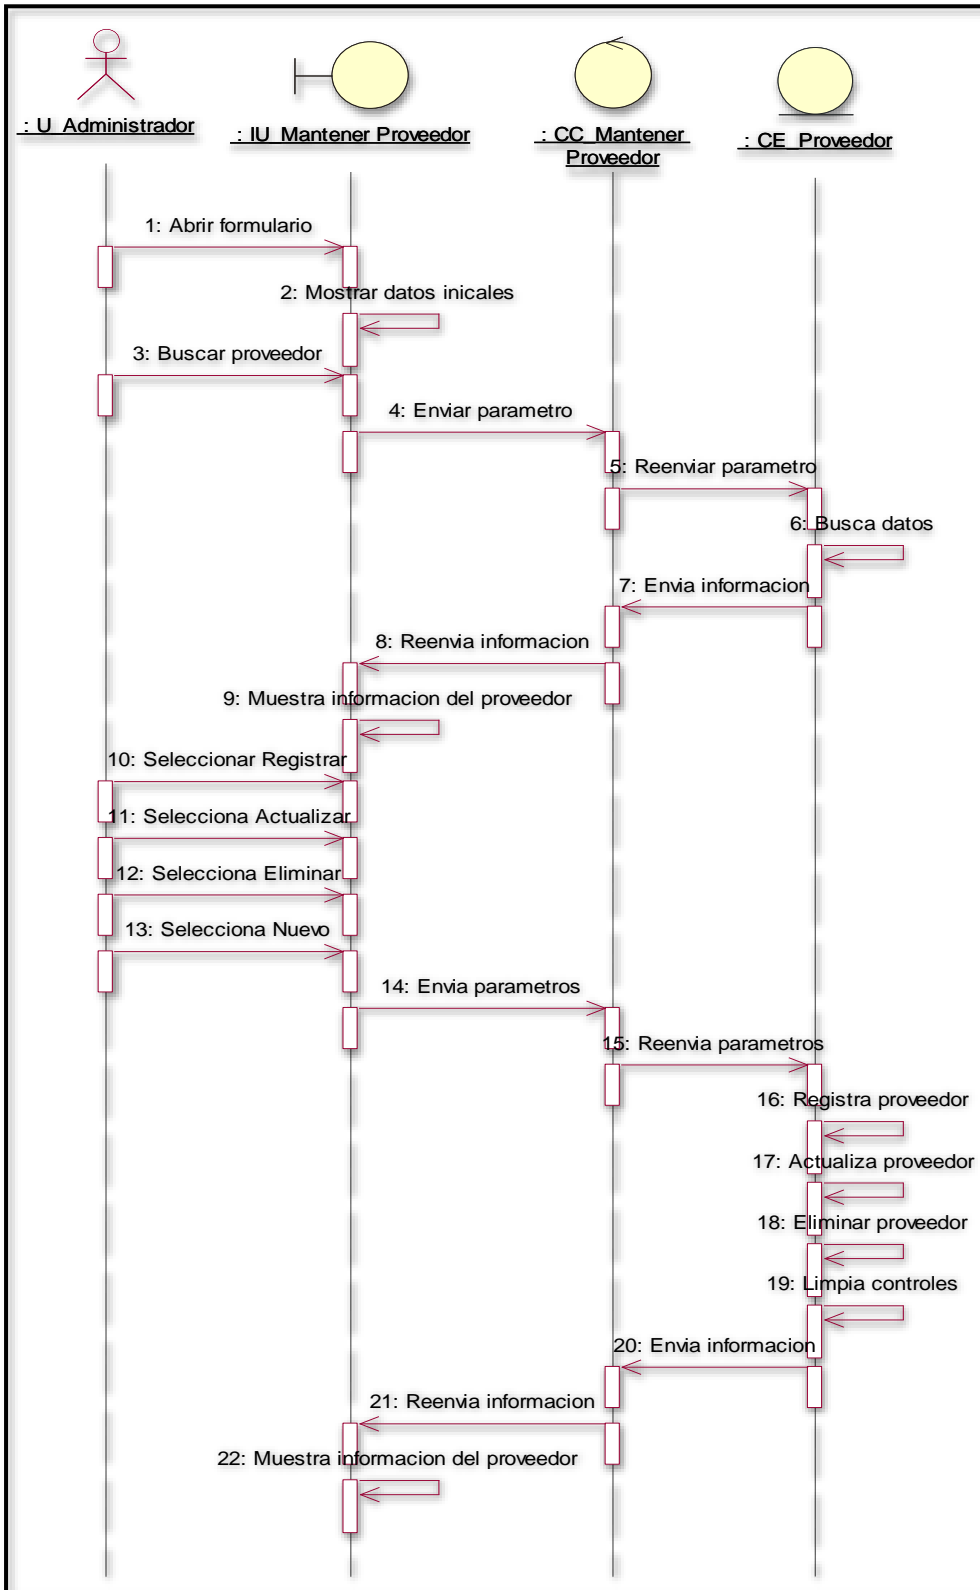 : U_Administrador
: IU_Mantener Proveedor
: CC_Mantener
Proveedor
: CE_Proveedor
1: Abrir formulario
2: Mostrar datos inicales
3: Buscar proveedor
4: Enviar parametro
5: Reenviar parametro
6: Busca datos
7: Envia informacion
8: Reenvia informacion
9: Muestra informacion del proveedor
10: Seleccionar Registrar
11: Selecciona Actualizar
12: Selecciona Eliminar
13: Selecciona Nuevo
14: Envia parametros
15: Reenvia parametros
16: Registra proveedor
17: Actualiza proveedor
18: Eliminar proveedor
19: Limpia controles
20: Envia informacion
21: Reenvia informacion
22: Muestra informacion del proveedor